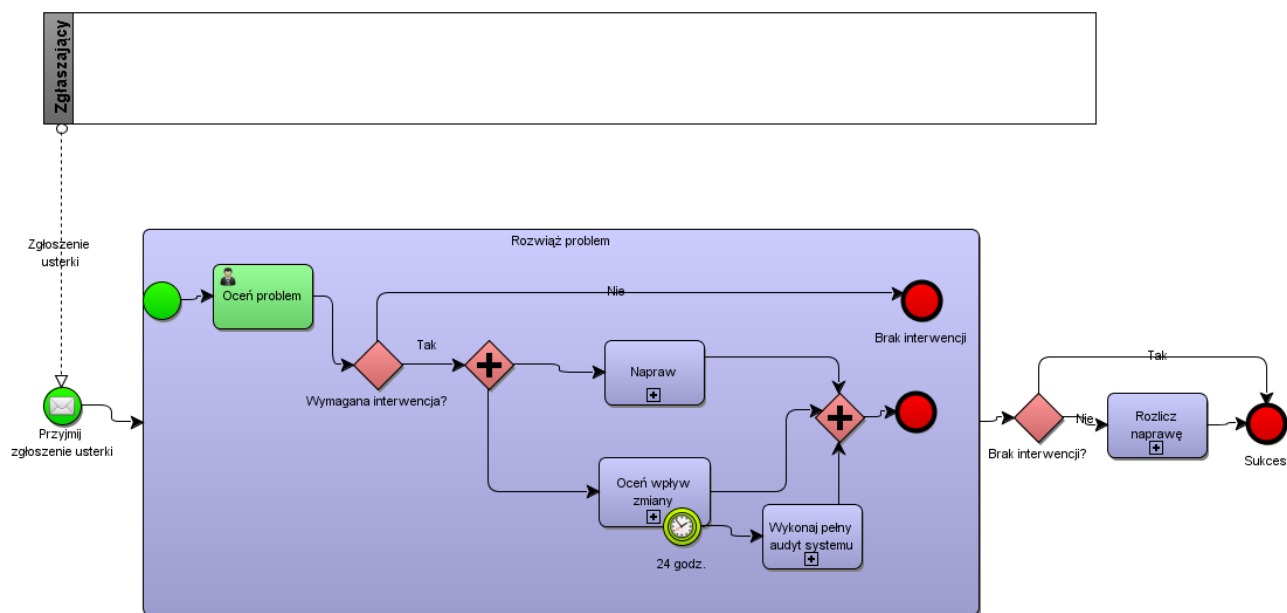 Zgłaszający
Zgłoszenie
usterki
Przyjmij
zgłoszenie usterki
Rozwiąż problem
Oceń problem
Nie
Brak interwencji
Tak
Wymagana interwencja?
Napraw
Oceń wpływ
zmiany
24 godz.
Wykonaj pełny
audyt systemu
Tak
Brak interwencji?
Nie
Rozlicz
naprawę
Sukces